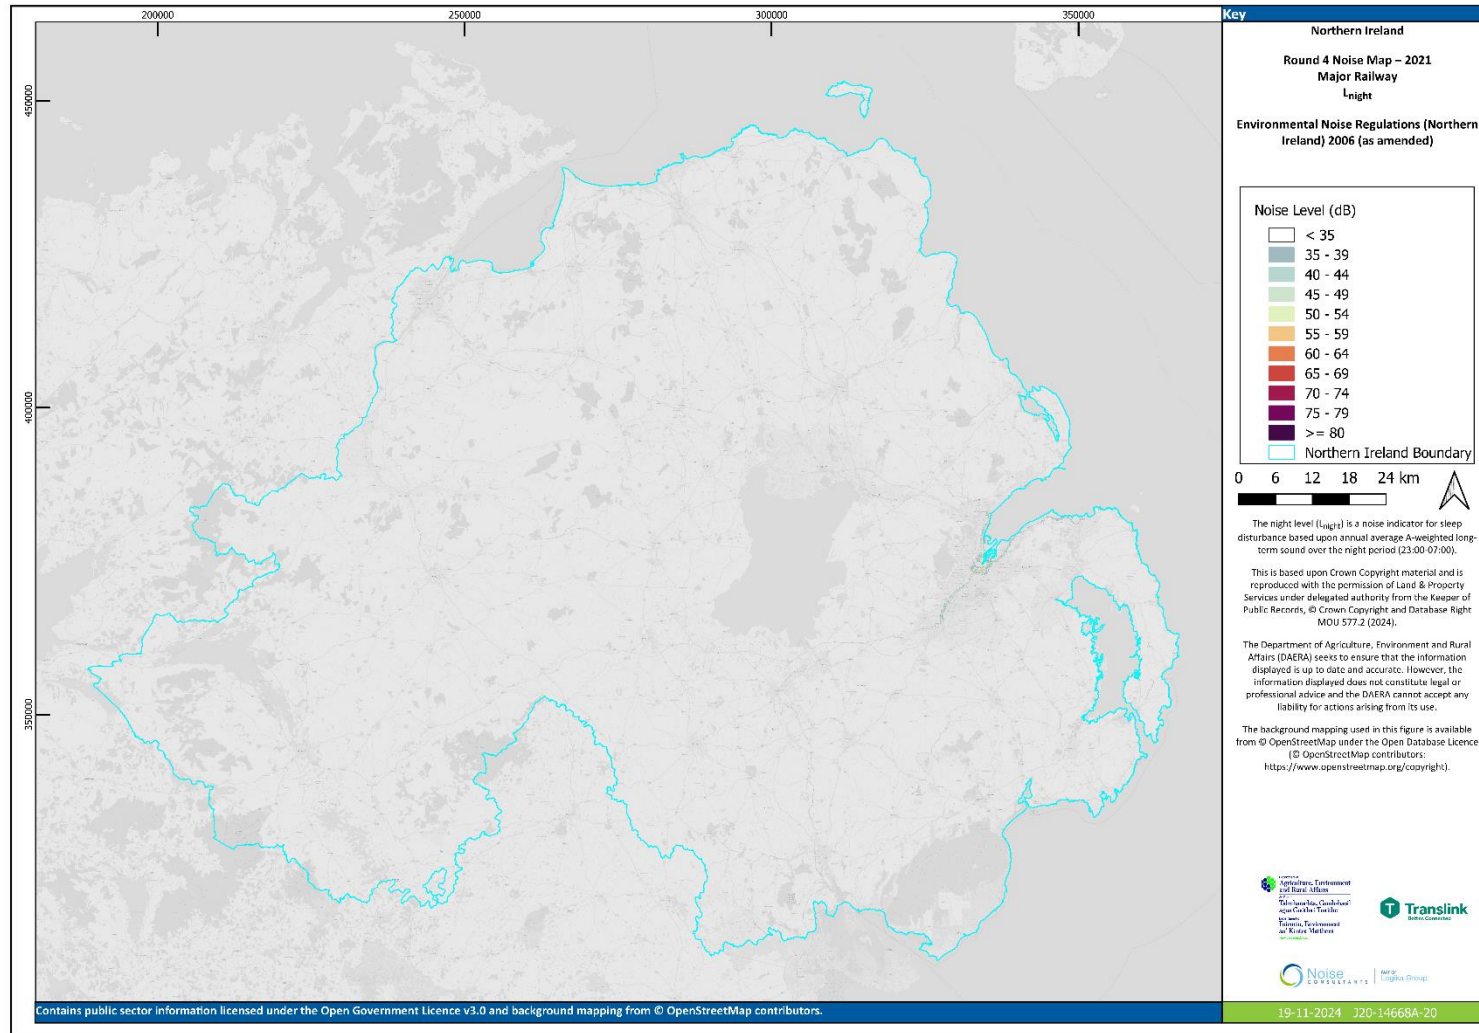 200000
250000
300000
350000
450000
400000
350000
Key
Northern Ireland
Round 4 Noise Map – 2021
Major Railway
Lnight
Environmental Noise Regulations (Northern
Ireland) 2006 (as amended)
Noise Level (dB)
< 35
35 - 39
40 - 44
45 - 49
50 - 54
55 - 59
60 - 64
65 - 69
70 - 74
75 - 79
>= 80
Northern Ireland Boundary
0 6 12 18 24 km
The night level (Lnight) is a noise indicator for sleep
disturbance based upon annual average A-weighted long-
term sound over the night period (23:00-07:00).
This is based upon Crown Copyright material and is
reproduced with the permission of Land & Property
Services under delegated authority from the Keeper of
Public Records, © Crown Copyright and Database Right
MOU 577.2 (2024).
The Department of Agriculture, Environment and Rural
Affairs (DAERA) seeks to ensure that the information
displayed is up to date and accurate. However, the
information displayed does not constitute legal or
professional advice and the DAERA cannot accept any
liability for actions arising from its use.
The background mapping used in this figure is available
from © OpenStreetMap under the Open Database Licence
(© OpenStreetMap contributors:
https://www.openstreetmap.org/copyright).
Agriculture, Environment
and Rural Affairs
Translink
Noise
CONSULTANTS
PART OF
Logika Group
Contains public sector information licensed under the Open Government Licence v3.0 and background mapping from © OpenStreetMap contributors.
19-11-2024 J20-14668A-20